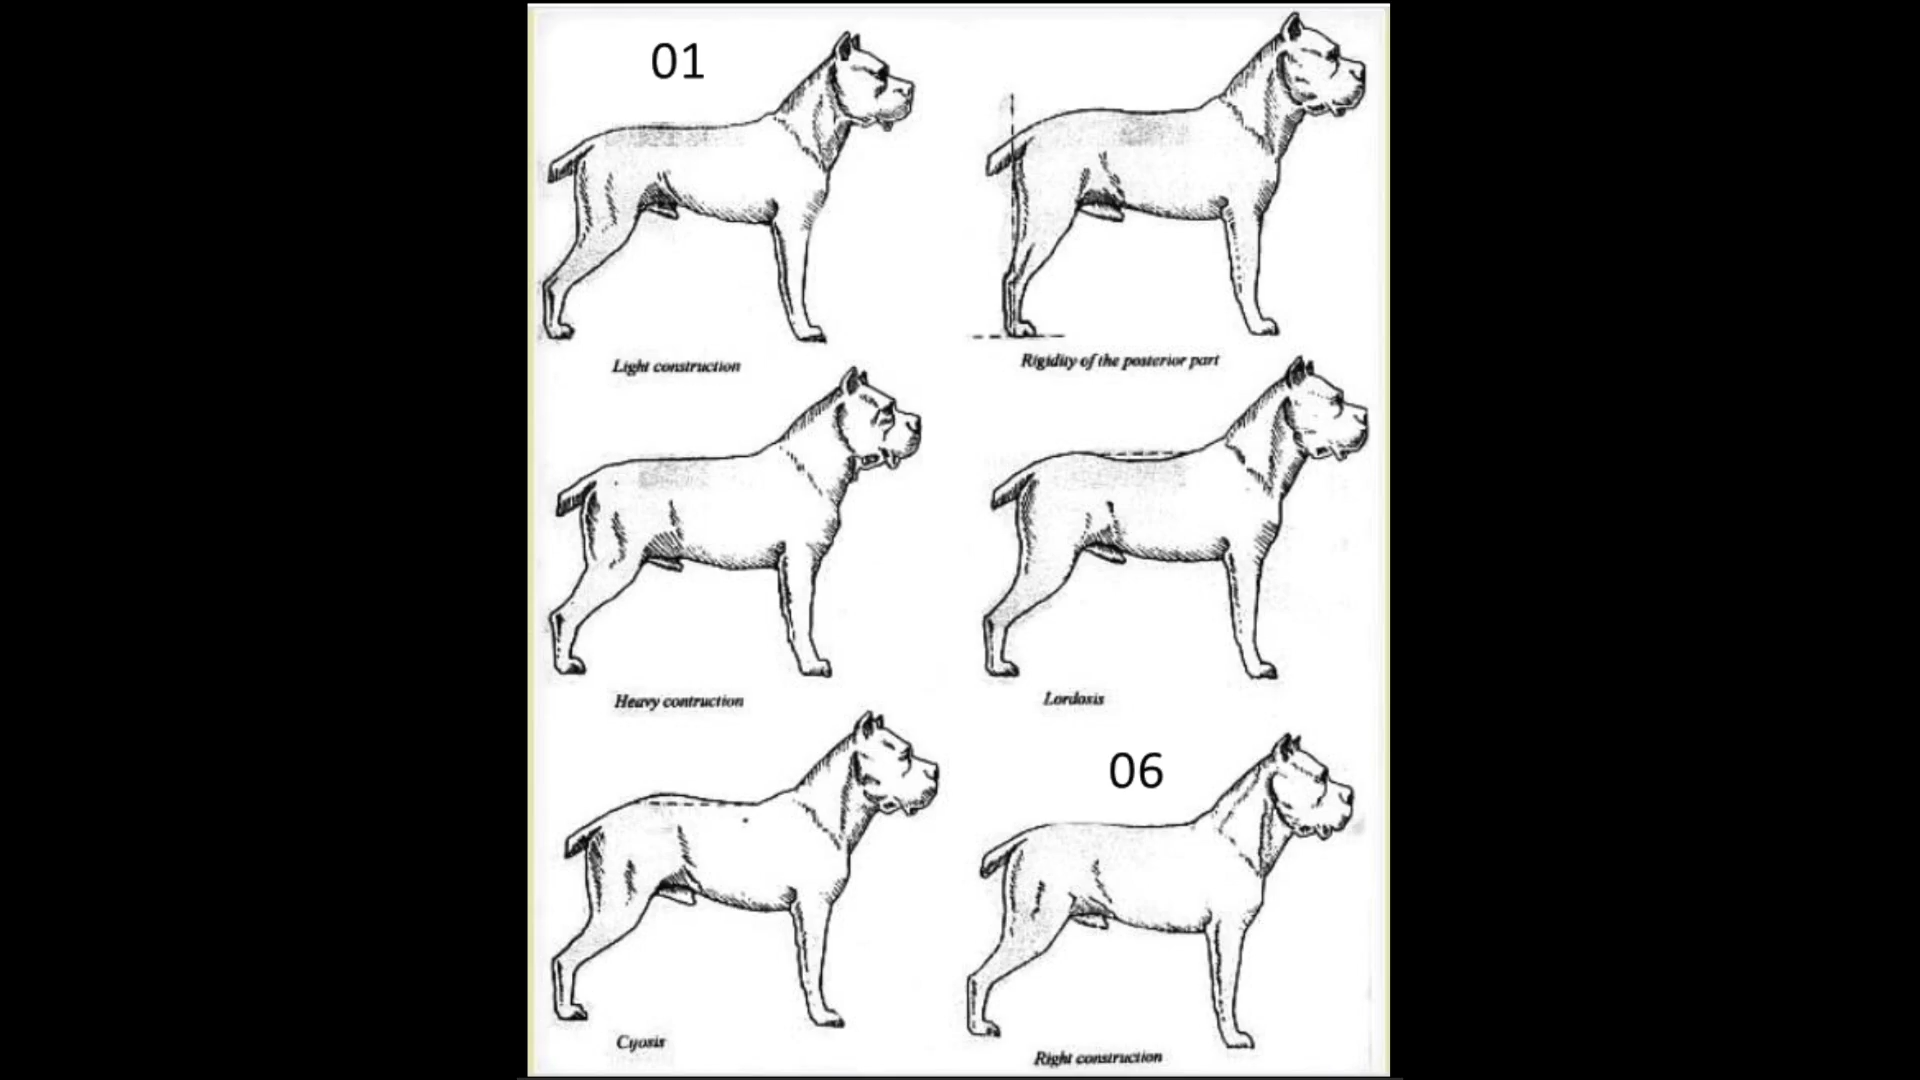 01
Light construction
Rigidity of the posterior part
Heavy contruction
Lordosis
Cyosis
06
Right construction